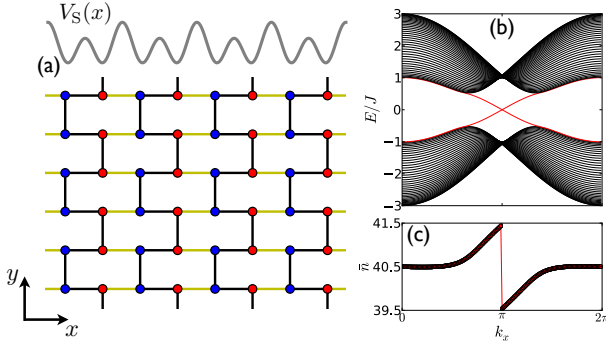 V_S(x)
(a)
y
x
(b)
E/J
3
2
1
0
−1
−2
−3
(c)
n̄
41.5
40.5
39.5
0
π
2π
k_x